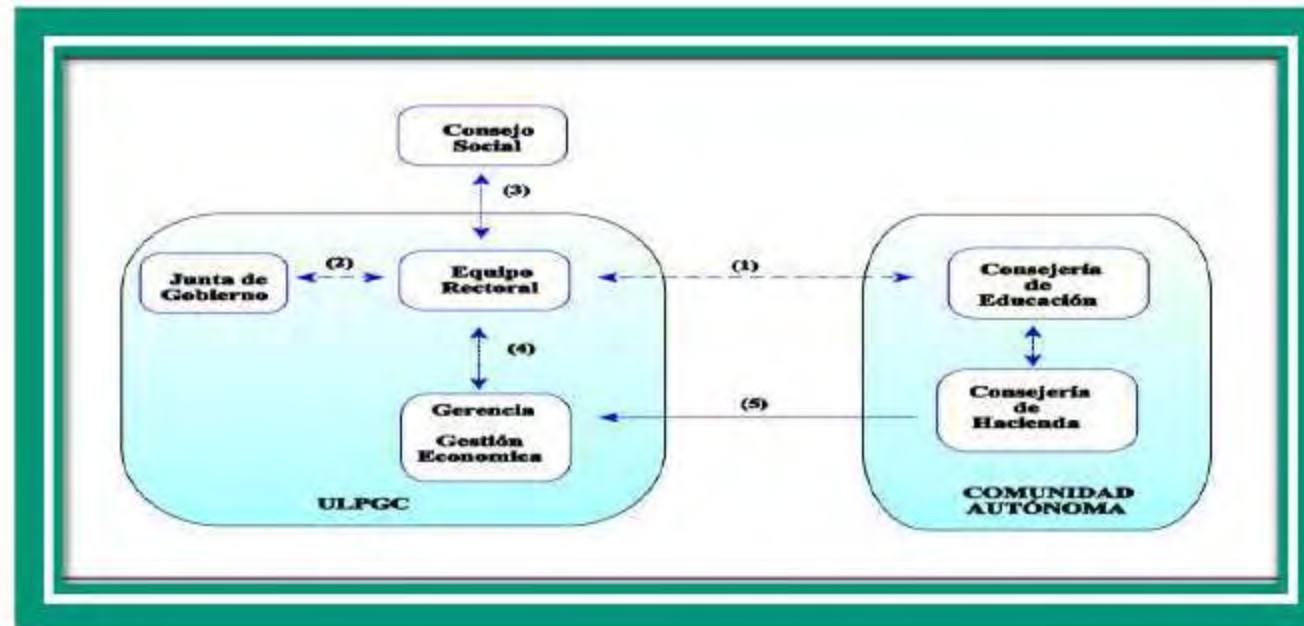 Consejo
Social
(3)
Junta de
Gobierno
(2)
Equipo
Rectoral
(1)
Consejería
de
Educación
(4)
Gerencia
Gestión
Economica
(5)
Consejería
de
Hacienda
ULPGC
COMUNIDAD
AUTÓNOMA